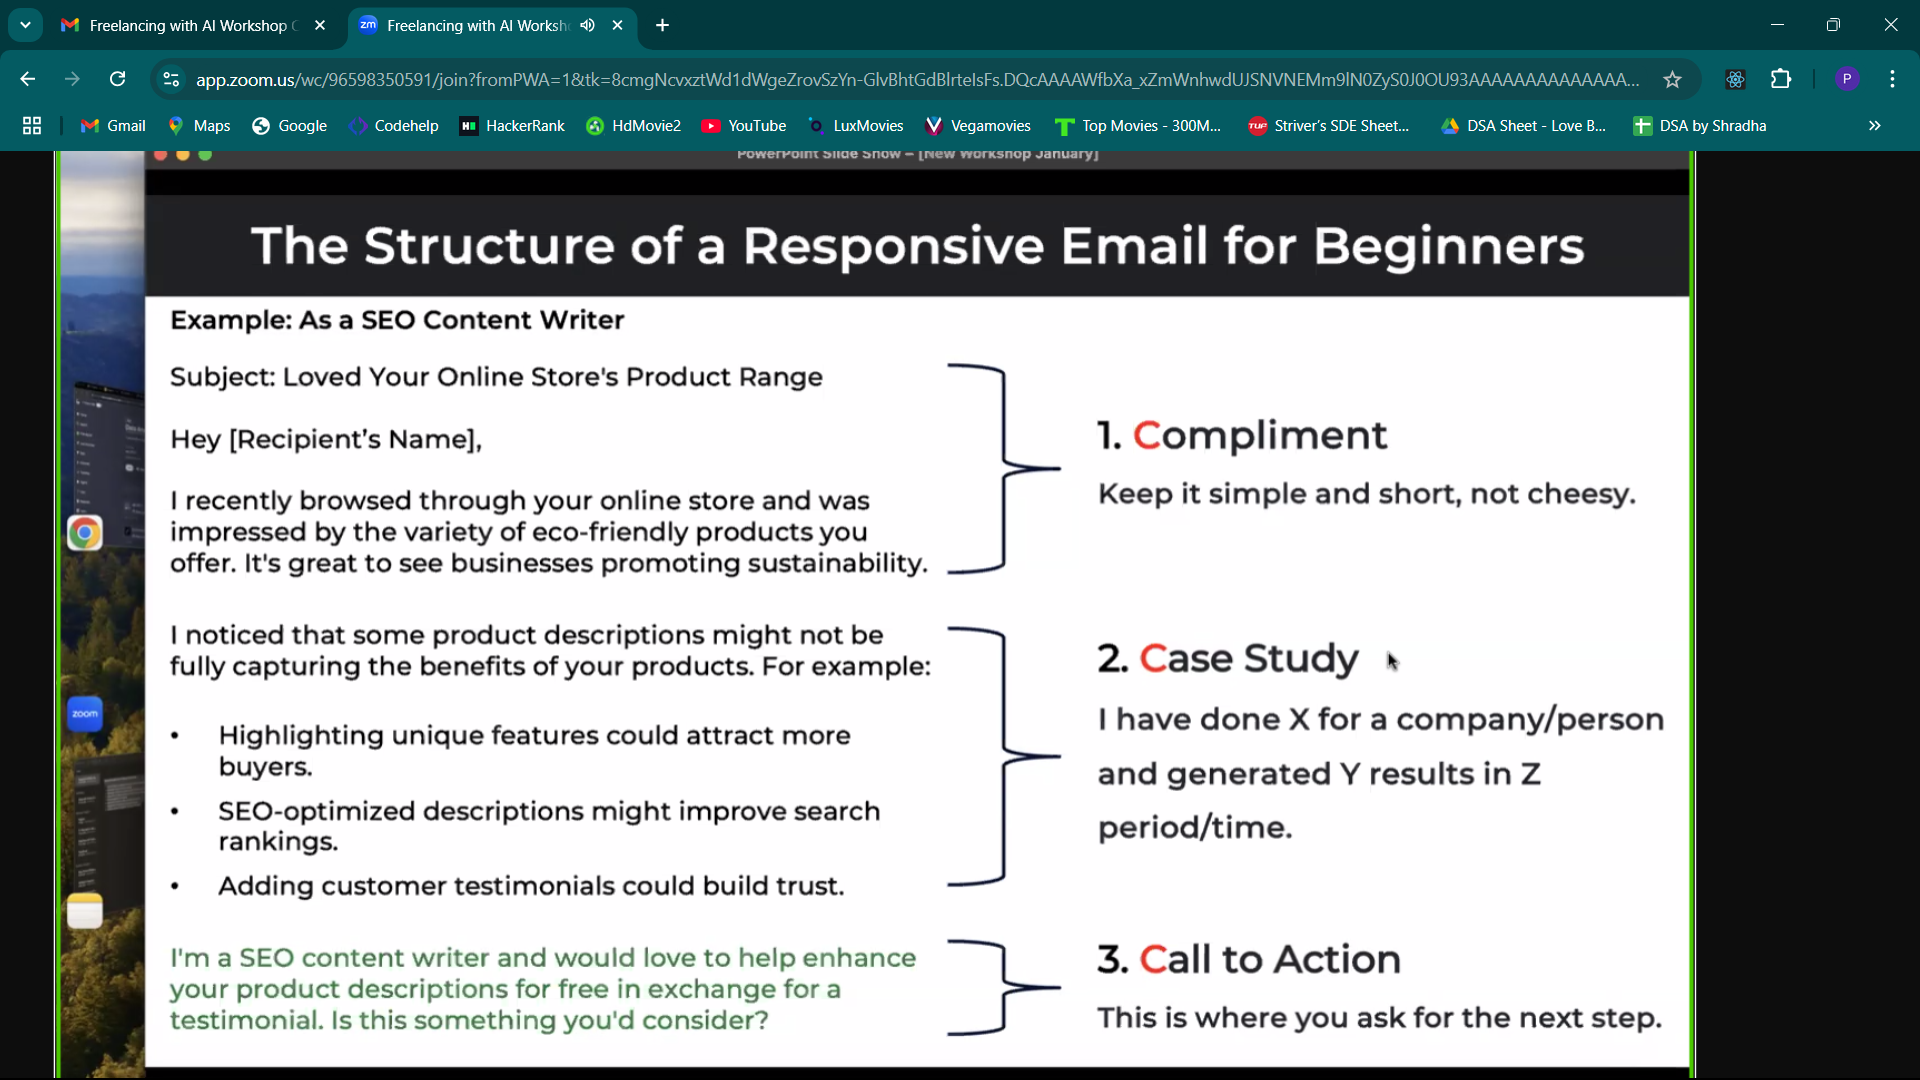 Freelancing with AI Workshop
Freelancing with AI Worksh
app.zoom.us/wc/96598350591/join?fromPWA=1&tk=8cmgNcvxztWd1dWgeZrovSzYn-GlvBhtGdBlrtelsFs.DQcAAAAWfbXa_xZmWnhwdUJSNVNEMm9lN0ZyS0J0OU93AAAAAAAAAAAAAA...
P
Gmail Maps Google Codehelp HackerRank HdMovie2 YouTube LuxMovies Vegamovies Top Movies - 300M... Striver's SDE Sheet... DSA Sheet - Love B... DSA by Shradha
PowerPoint Slide Show – [New Workshop January]
The Structure of a Responsive Email for Beginners
Example: As a SEO Content Writer
Subject: Loved Your Online Store's Product Range
Hey [Recipient's Name],
I recently browsed through your online store and was
impressed by the variety of eco-friendly products you
offer. It's great to see businesses promoting sustainability.
1. Compliment
Keep it simple and short, not cheesy.
I noticed that some product descriptions might not be
fully capturing the benefits of your products. For example:
• Highlighting unique features could attract more
buyers.
• SEO-optimized descriptions might improve search
rankings.
• Adding customer testimonials could build trust.
2. Case Study
I have done X for a company/person
and generated Y results in Z
period/time.
I'm a SEO content writer and would love to help enhance
your product descriptions for free in exchange for a
testimonial. Is this something you'd consider?
3. Call to Action
This is where you ask for the next step.
zoom